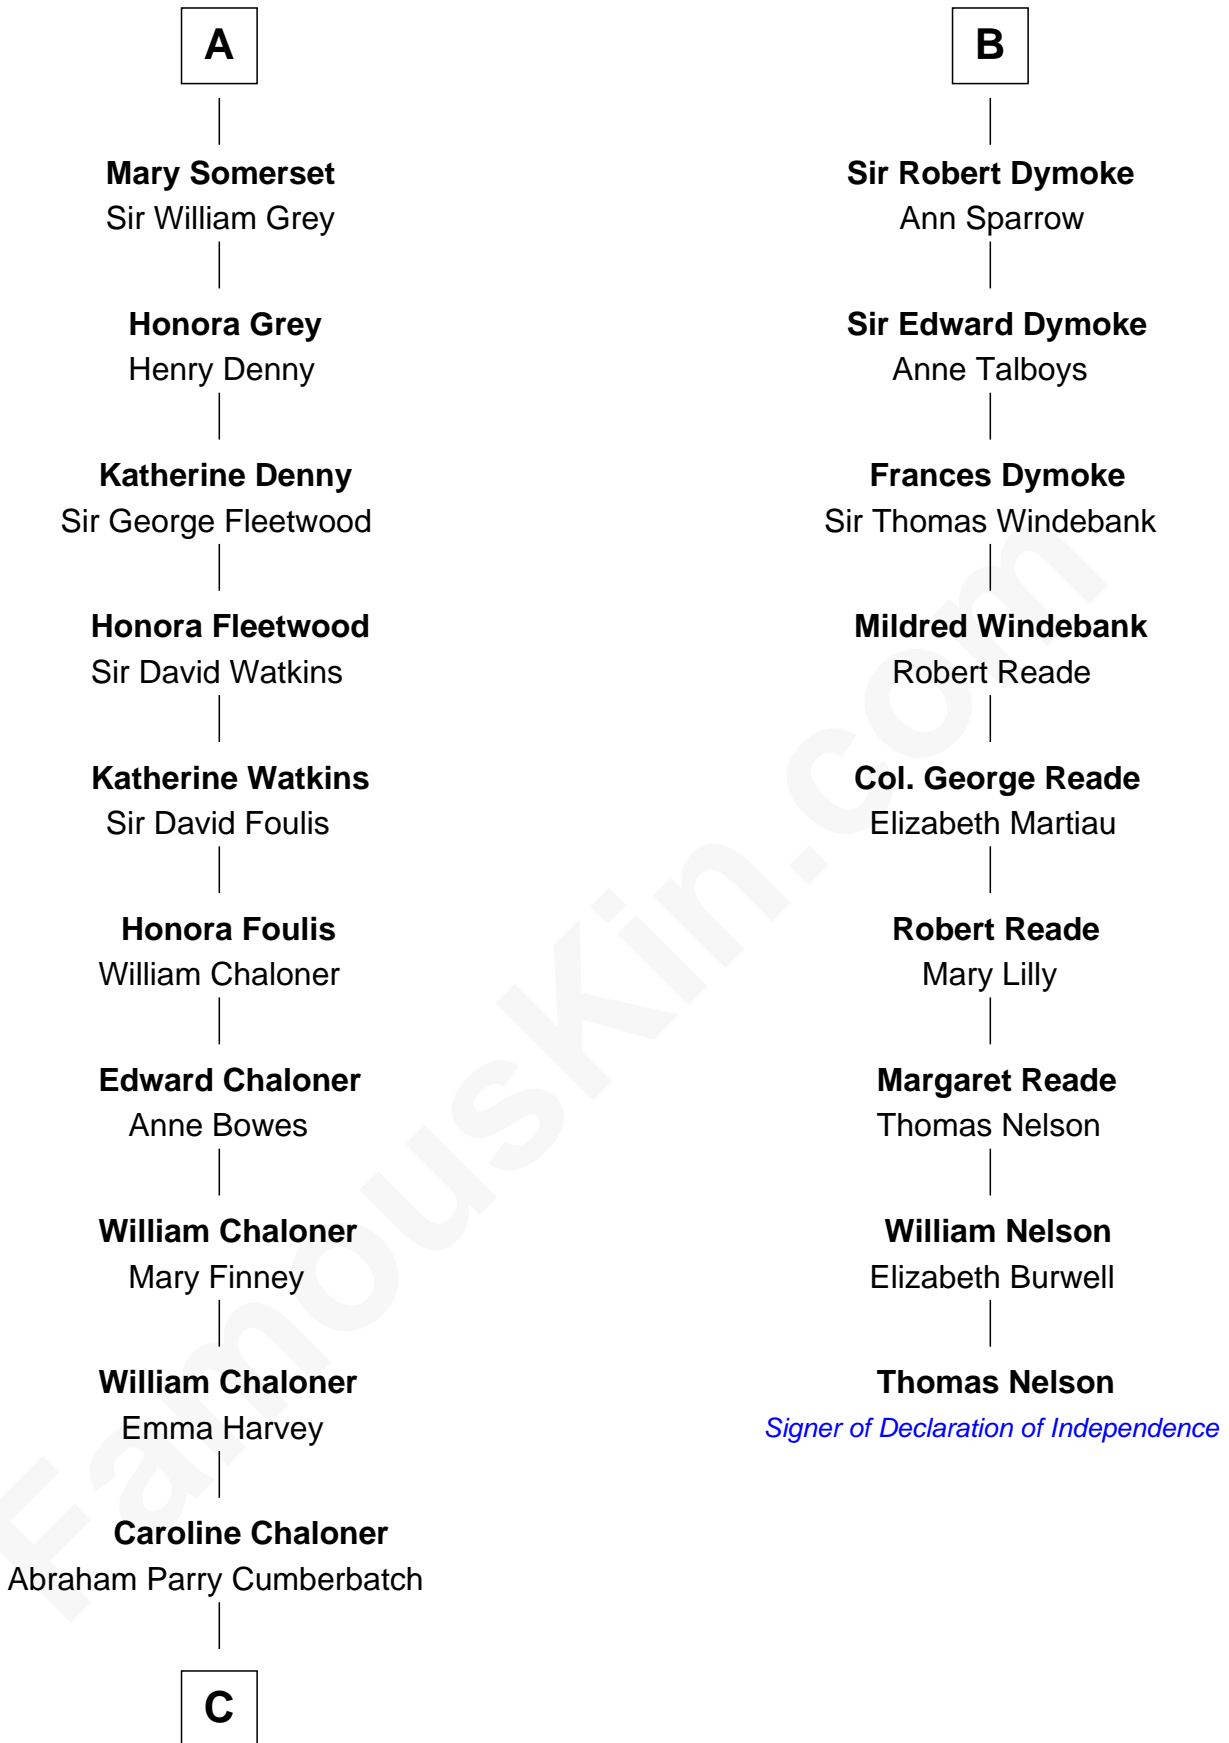 A
Mary Somerset
Sir William Grey
Honora Grey
Henry Denny
Katherine Denny
Sir George Fleetwood
Honora Fleetwood
Sir David Watkins
Katherine Watkins
Sir David Foulis
Honora Foulis
William Chaloner
Edward Chaloner
Anne Bowes
William Chaloner
Mary Finney
William Chaloner
Emma Harvey
Caroline Chaloner
Abraham Parry Cumberbatch
C
B
Sir Robert Dymoke
Ann Sparrow
Sir Edward Dymoke
Anne Talboys
Frances Dymoke
Sir Thomas Windebank
Mildred Windebank
Robert Reade
Col. George Reade
Elizabeth Martiau
Robert Reade
Mary Lilly
Margaret Reade
Thomas Nelson
William Nelson
Elizabeth Burwell
Thomas Nelson
Signer of Declaration of Independence
FamousKin.com